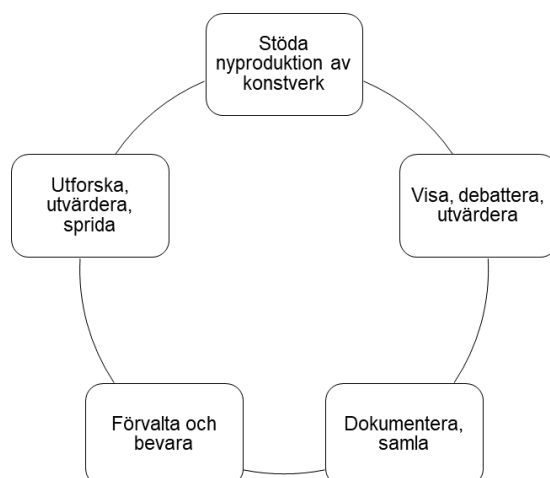 Stöda
nyproduktion av
konstverk
Visa, debattera,
utvärdera
Dokumentera,
samla
Förvalta och
bevara
Utforska,
utvärdera,
sprida